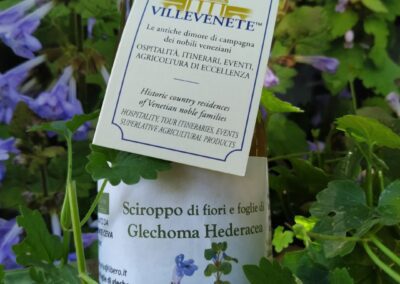 VILLEVENETE™
Le antiche dimore di campagna
dei nobili veneziani
OSPITALITÀ, ITINERARI, EVENTI,
AGRICOLTURA DI ECCELLENZA
Historic country residences
of Venetian noble families
HOSPITALITY, TOUR ITINERARIES, EVENTS
SUPERLATIVE AGRICULTURAL PRODUCTS
Sciroppo di fiori e foglie di
Glechoma Hederacea